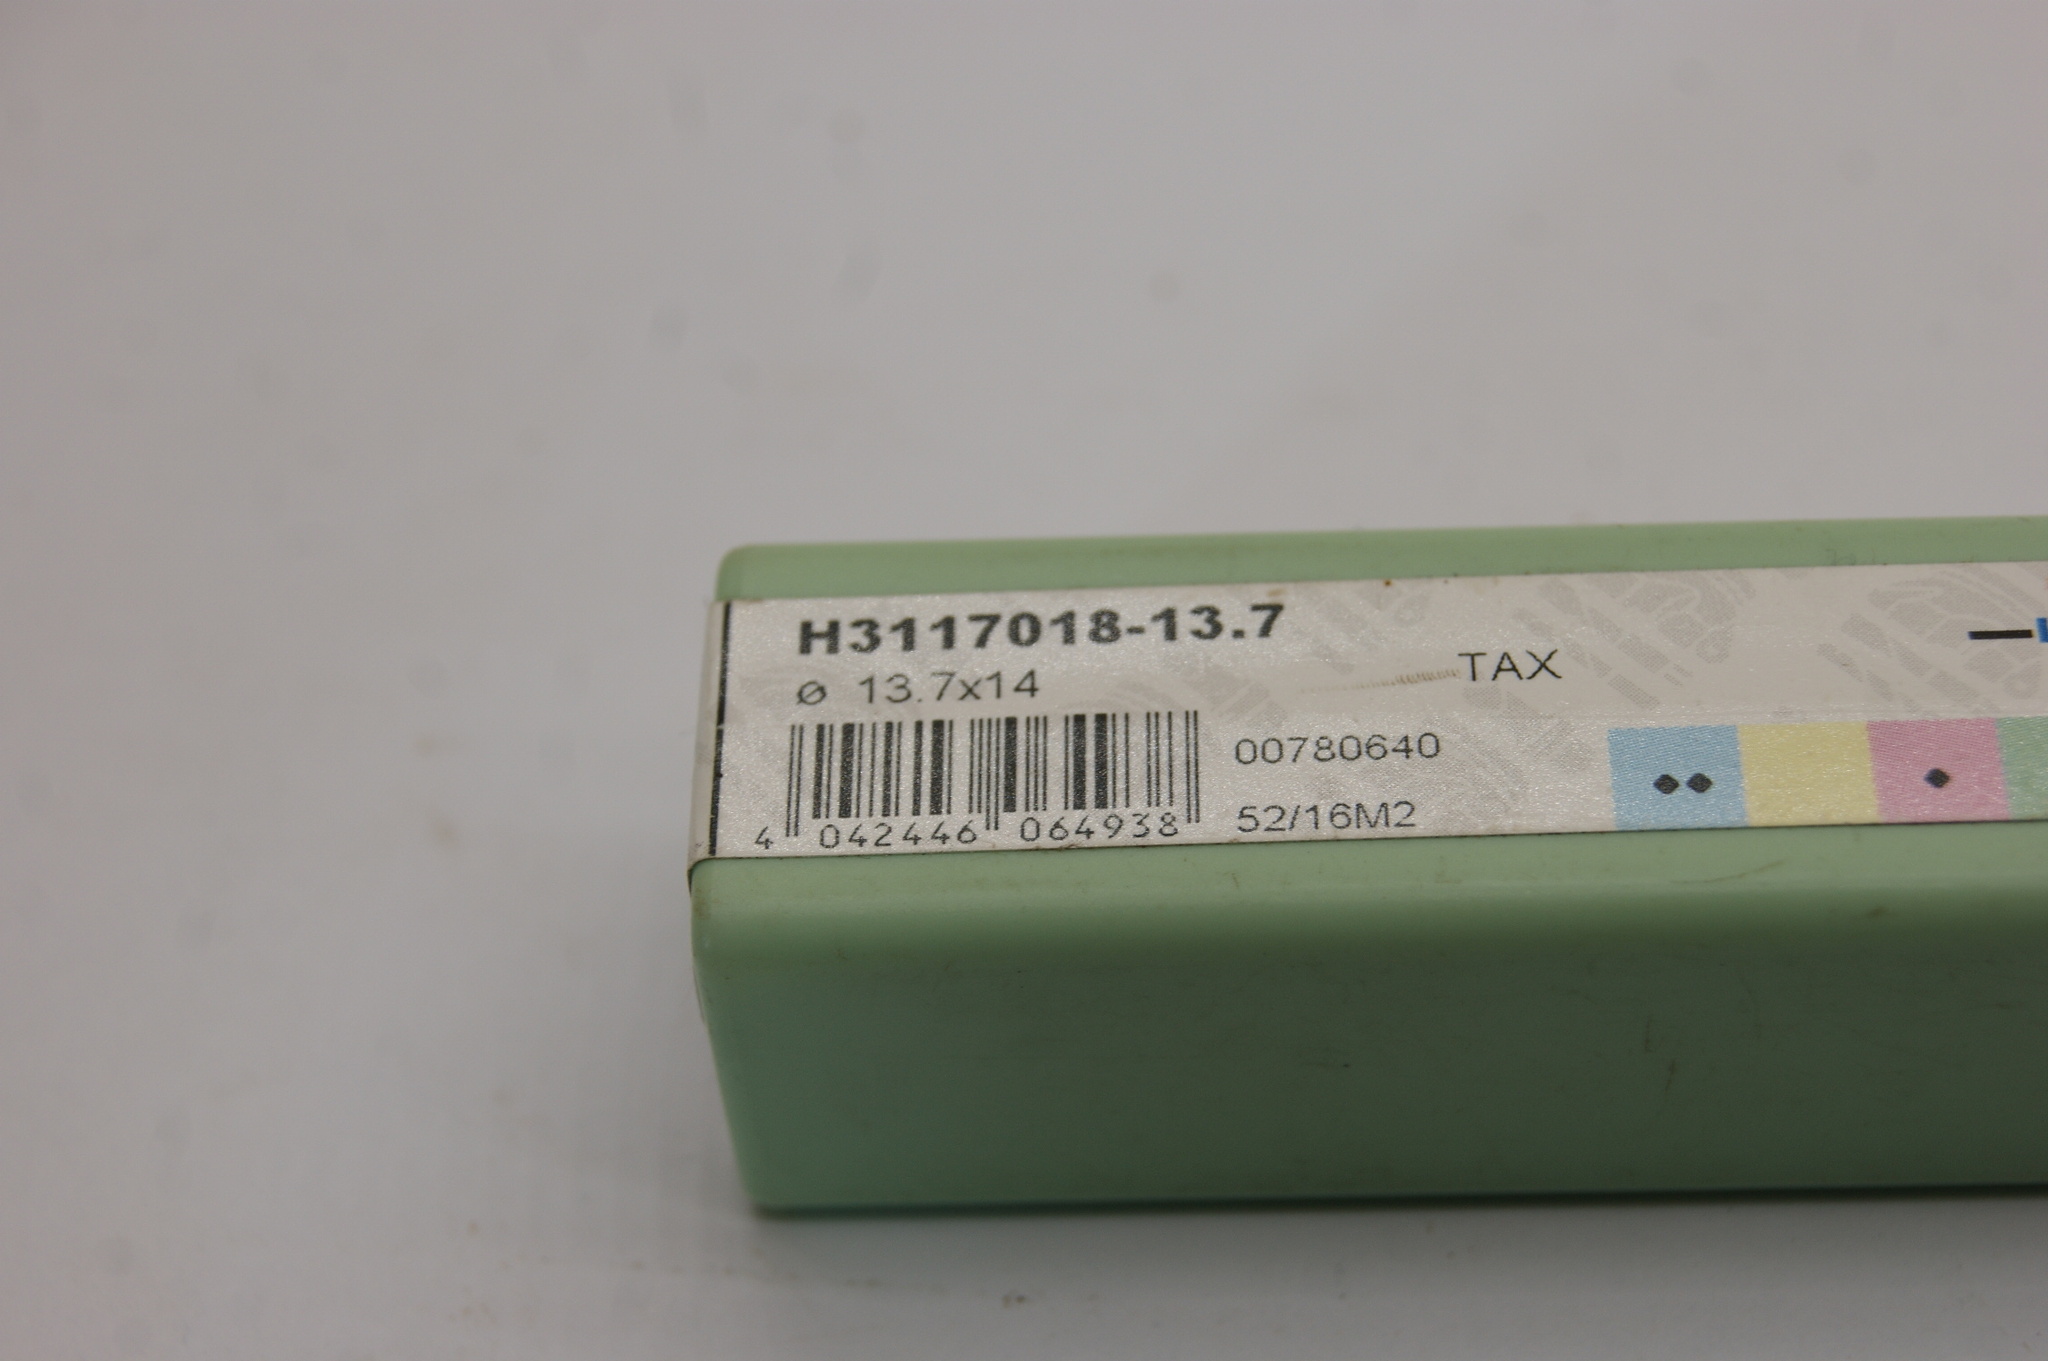 H3117018-13.7
ø 13.7x14
TAX
00780640
52/16M2
4 042446 064938